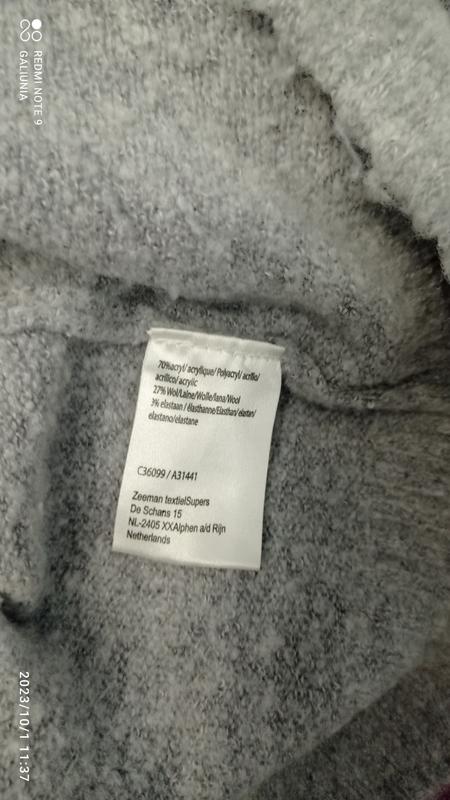 70%acryl/ acrylique/ Polyacryl/ acrilic/
acrilico/ acrylic
27% Wol/Laine/Wolle/lana/Wool
3% elastaan / élasthanne/Elasthan/elastan/
elastano/elastane
C36099 / A31441
Zeeman textielSupers
De Schans 15
NL-2405 XXAlphen a/d Rijn
Netherlands
REDMI NOTE 9
GALIUNIA
2023/10/1 11:37